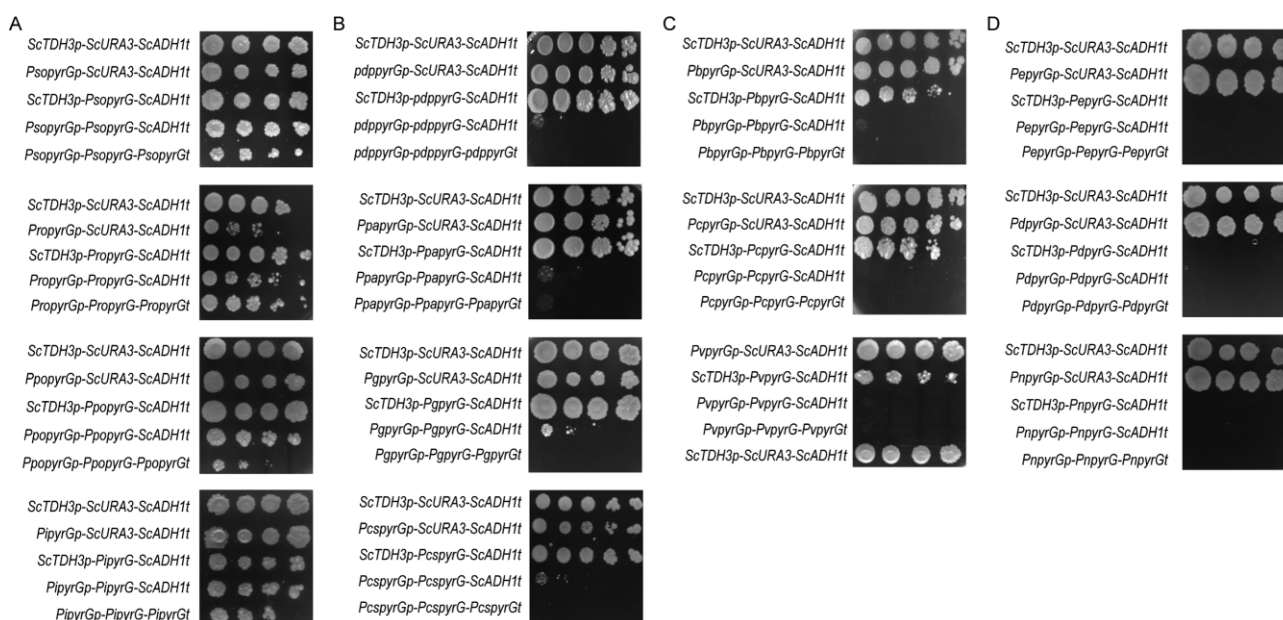 A
ScTDH3p-ScURA3-ScADH1t
PsopyrGp-ScURA3-ScADH1t
ScTDH3p-PsopyrG-ScADH1t
PsopyrGp-PsopyrG-ScADH1t
PsopyrGp-PsopyrG-PsopyrGt
ScTDH3p-ScURA3-ScADH1t
PropyrGp-ScURA3-ScADH1t
ScTDH3p-PropyrG-ScADH1t
PropyrGp-PropyrG-ScADH1t
PropyrGp-PropyrG-PropyrGt
ScTDH3p-ScURA3-ScADH1t
PpopyrGp-ScURA3-ScADH1t
ScTDH3p-PpopyrG-ScADH1t
PpopyrGp-PpopyrG-ScADH1t
PpopyrGp-PpopyrG-PpopyrGt
ScTDH3p-ScURA3-ScADH1t
PipyrGp-ScURA3-ScADH1t
ScTDH3p-PipyrG-ScADH1t
PipyrGp-PipyrG-ScADH1t
PipyrGp-PipyrG-PipyrGt
B
ScTDH3p-ScURA3-ScADH1t
pdppyrGp-ScURA3-ScADH1t
ScTDH3p-pdppyrG-ScADH1t
pdppyrGp-pdppyrG-ScADH1t
pdppyrGp-pdppyrG-pdppyrGt
ScTDH3p-ScURA3-ScADH1t
PpapyrGp-ScURA3-ScADH1t
ScTDH3p-PpapyrG-ScADH1t
PpapyrGp-PpapyrG-ScADH1t
PpapyrGp-PpapyrG-PpapyrGt
ScTDH3p-ScURA3-ScADH1t
PgpyrGp-ScURA3-ScADH1t
ScTDH3p-PgpyrG-ScADH1t
PgpyrGp-PgpyrG-ScADH1t
PgpyrGp-PgpyrG-PgpyrGt
ScTDH3p-ScURA3-ScADH1t
PcspyrGp-ScURA3-ScADH1t
ScTDH3p-PcspyrG-ScADH1t
PcspyrGp-PcspyrG-ScADH1t
PcspyrGp-PcspyrG-PcspyrGt
C
ScTDH3p-ScURA3-ScADH1t
PbpyrGp-ScURA3-ScADH1t
ScTDH3p-PbpyrG-ScADH1t
PbpyrGp-PbpyrG-ScADH1t
PbpyrGp-PbpyrG-PbpyrGt
ScTDH3p-ScURA3-ScADH1t
PcpyrGp-ScURA3-ScADH1t
ScTDH3p-PcpyrG-ScADH1t
PcpyrGp-PcpyrG-ScADH1t
PcpyrGp-PcpyrG-PcpyrGt
PvpyrGp-ScURA3-ScADH1t
ScTDH3p-PvpyrG-ScADH1t
PvpyrGp-PvpyrG-ScADH1t
PvpyrGp-PvpyrG-PvpyrGt
ScTDH3p-ScURA3-ScADH1t
D
ScTDH3p-ScURA3-ScADH1t
PepyrGp-ScURA3-ScADH1t
ScTDH3p-PepyrG-ScADH1t
PepyrGp-PepyrG-ScADH1t
PepyrGp-PepyrG-PepyrGt
ScTDH3p-ScURA3-ScADH1t
PdpyrGp-ScURA3-ScADH1t
ScTDH3p-PdpyrG-ScADH1t
PdpyrGp-PdpyrG-ScADH1t
PdpyrGp-PdpyrG-PdpyrGt
ScTDH3p-ScURA3-ScADH1t
PnpyrGp-ScURA3-ScADH1t
ScTDH3p-PnpyrG-ScADH1t
PnpyrGp-PnpyrG-ScADH1t
PnpyrGp-PnpyrG-PnpyrGt